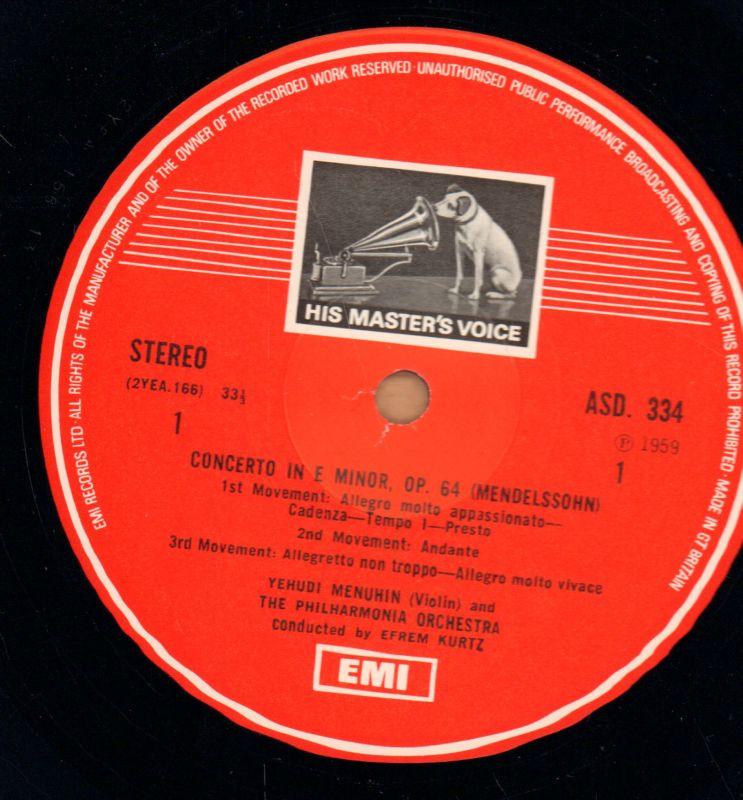 EMI RECORDS LTD · ALL RIGHTS OF THE MANUFACTURER AND OF THE OWNER OF THE RECORDED WORK RESERVED · UNAUTHORISED PUBLIC PERFORMANCE BROADCASTING AND COPYING OF THIS RECORD PROHIBITED · MADE IN GT BRITAIN
HIS MASTER'S VOICE
STEREO
(2YEA.166) 33⅓
1
ASD. 334
Ⓟ 1959
1
CONCERTO IN E MINOR, OP. 64 (MENDELSSOHN)
1st Movement: Allegro molto appassionato—
Cadenza—Tempo I—Presto
2nd Movement: Andante
3rd Movement: Allegretto non troppo—Allegro molto vivace
YEHUDI MENUHIN (Violin) and
THE PHILHARMONIA ORCHESTRA
conducted by EFREM KURTZ
EMI